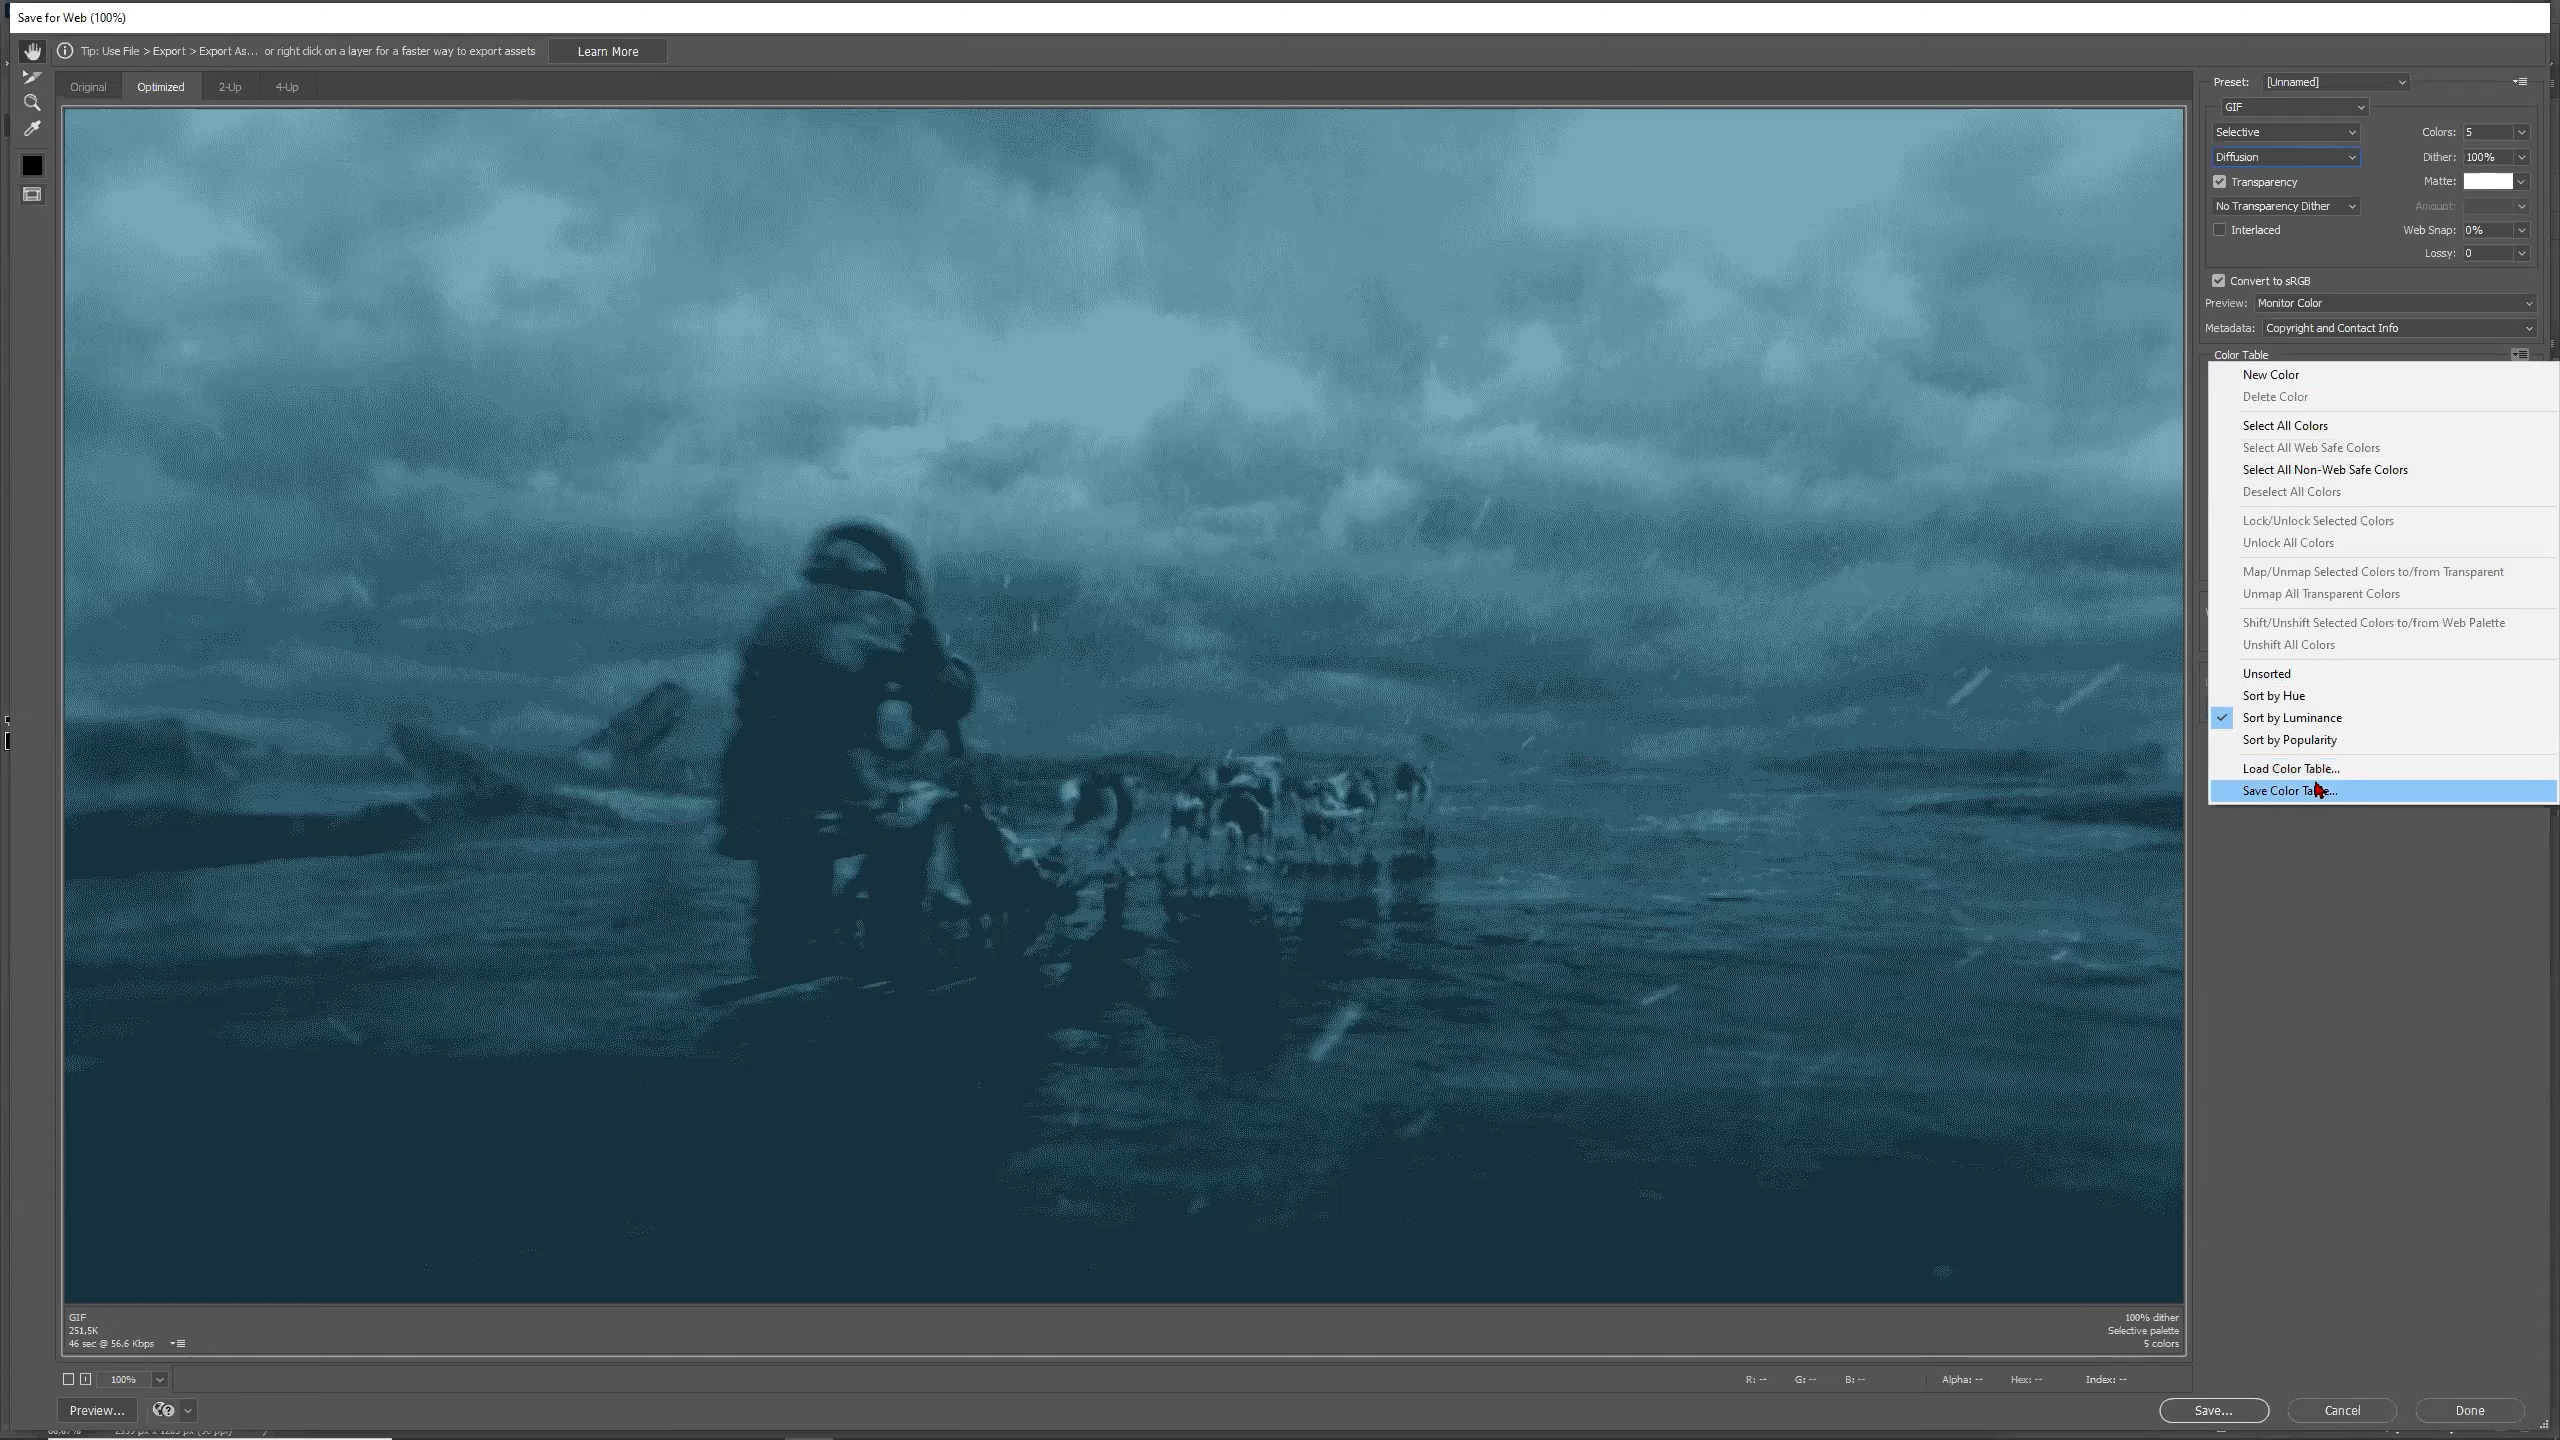 Save for Web (100%)
Tip: Use File > Export > Export As... or right click on a layer for a faster way to export assets
Learn More
Original
Optimized
2-Up
4-Up
Preset: [Unnamed]
GIF
Selective
Colors: 5
Diffusion
Dither: 100%
Transparency
Matte:
No Transparency Dither
Amount:
Interlaced
Web Snap: 0%
Lossy: 0
Convert to sRGB
Preview: Monitor Color
Metadata: Copyright and Contact Info
Color Table
New Color
Delete Color
Select All Colors
Select All Web Safe Colors
Select All Non-Web Safe Colors
Deselect All Colors
Lock/Unlock Selected Colors
Unlock All Colors
Map/Unmap Selected Colors to/from Transparent
Unmap All Transparent Colors
Shift/Unshift Selected Colors to/from Web Palette
Unshift All Colors
Unsorted
Sort by Hue
Sort by Luminance
Sort by Popularity
Load Color Table...
Save Color Table...
GIF
251,5K
46 sec @ 56.6 Kbps
100% dither
Selective palette
5 colors
100%
R: --
G: --
B: --
Alpha: --
Hex: --
Index: --
Preview...
Save...
Cancel
Done